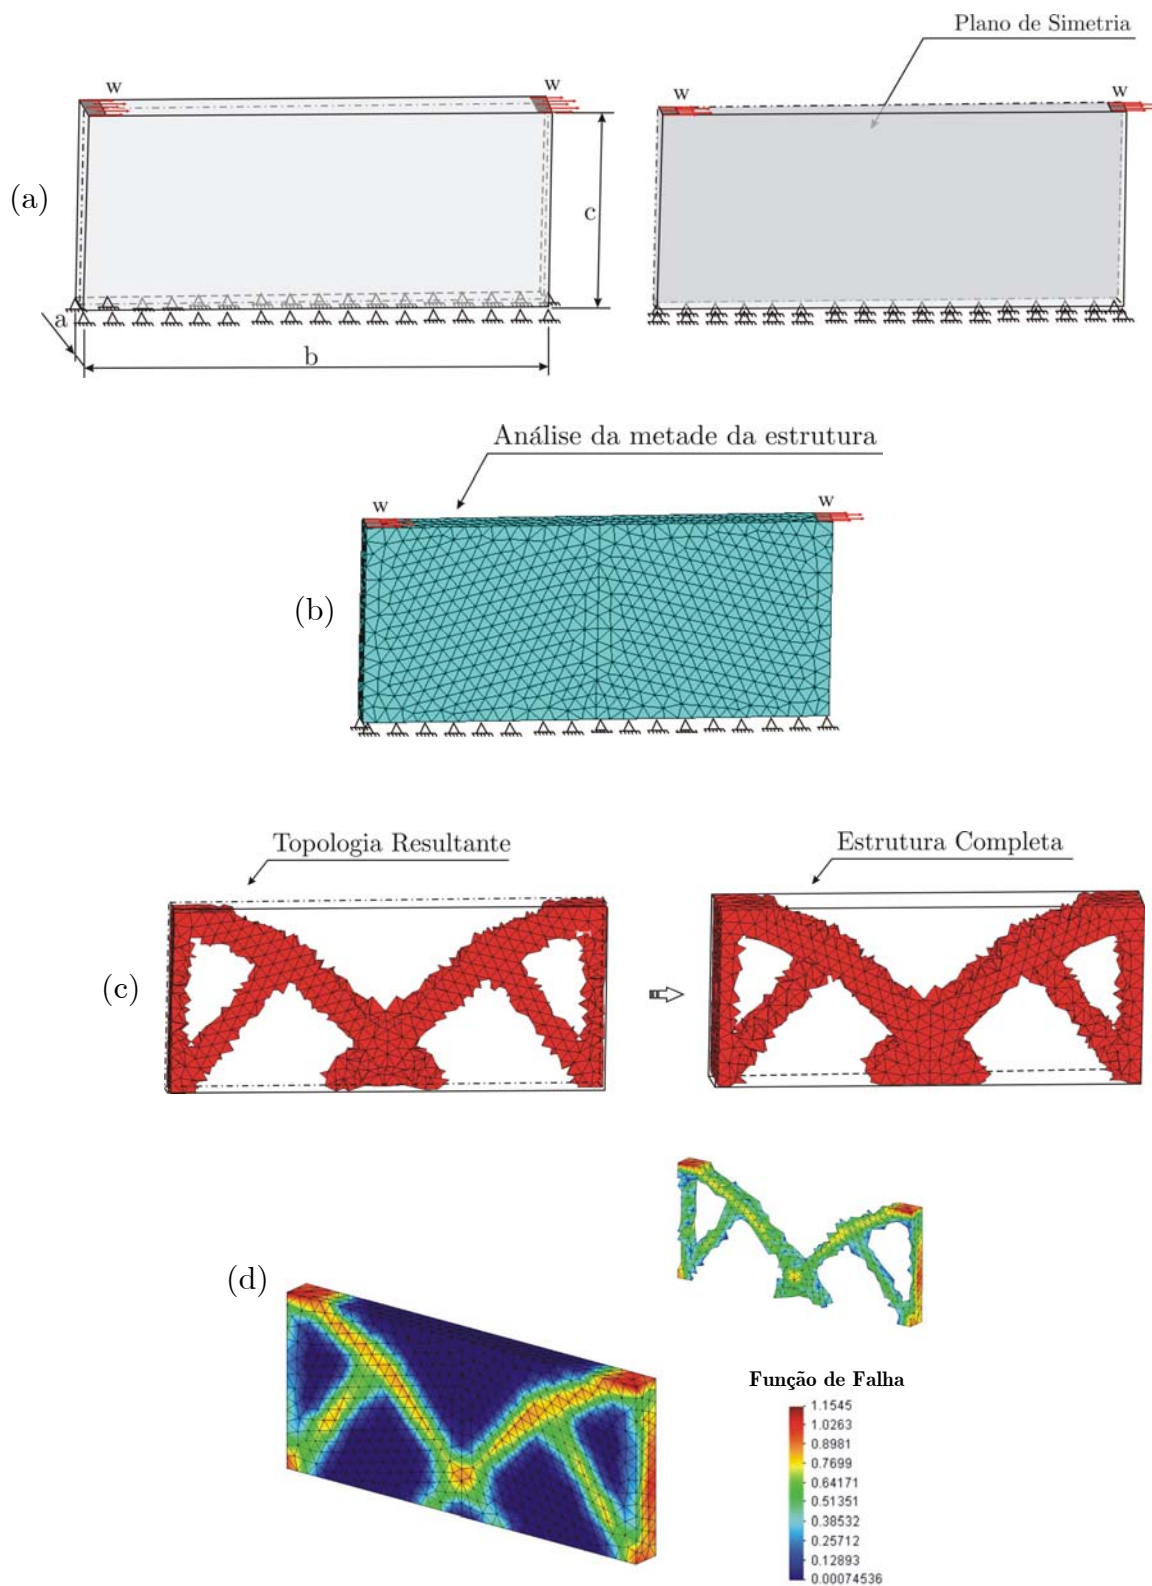 Plano de Simetria
w
w
w
w
(a)
c
a
b
Análise da metade da estrutura
w
w
(b)
Topologia Resultante
Estrutura Completa
(c)
(d)
Função de Falha
1.1545
1.0263
0.8981
0.7699
0.64171
0.51351
0.38532
0.25712
0.12893
0.00074536